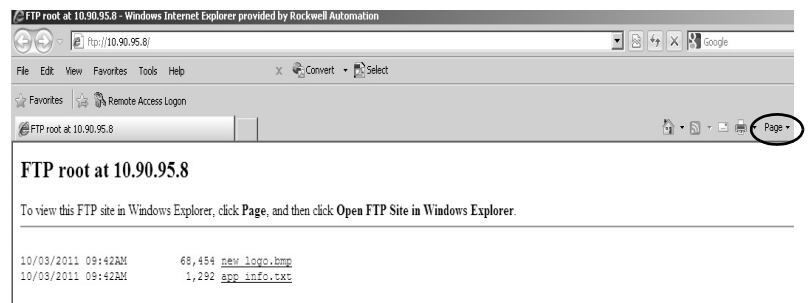 FTP root at 10.90.95.8 - Windows Internet Explorer provided by Rockwell Automation
ftp://10.90.95.8/
Google
File Edit View Favorites Tools Help X Convert Select
Favorites Remote Access Logon
FTP root at 10.90.95.8
Page
FTP root at 10.90.95.8
To view this FTP site in Windows Explorer, click Page, and then click Open FTP Site in Windows Explorer.
10/03/2011 09:42AM 68,454 new logo.bmp
10/03/2011 09:42AM 1,292 app info.txt